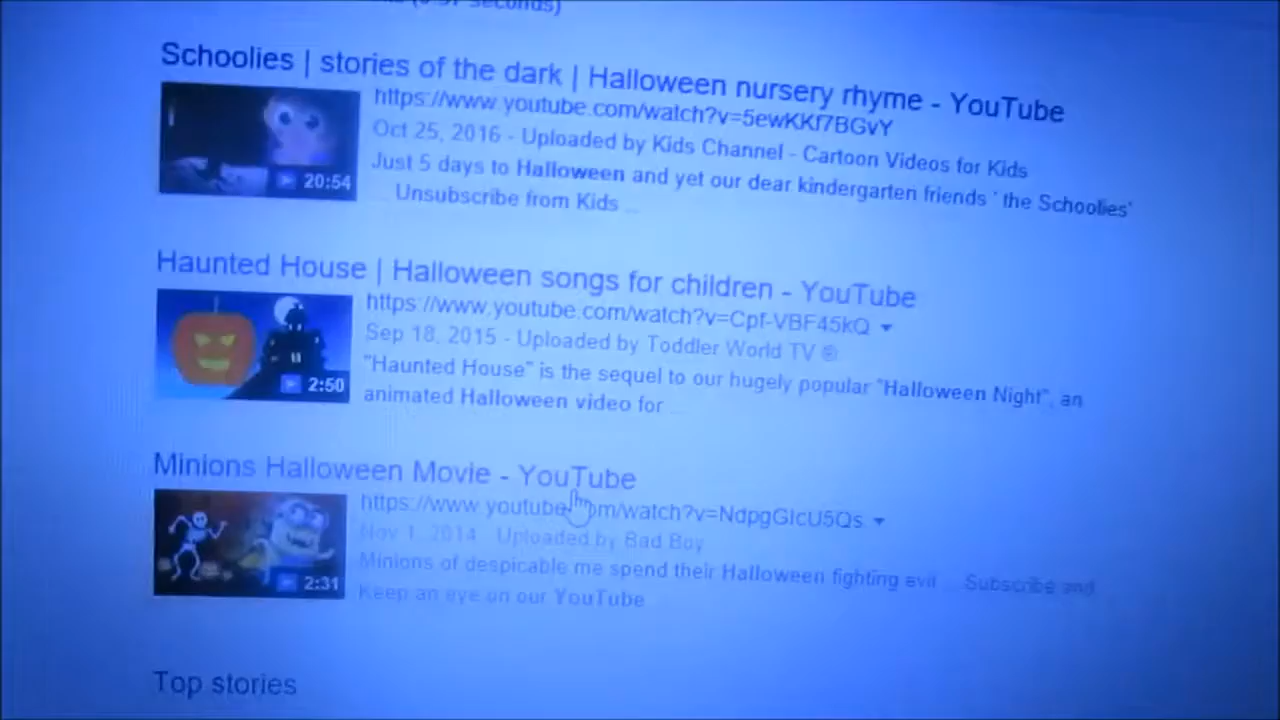 seconds)
Schoolies | stories of the dark | Halloween nursery rhyme - YouTube
https://www.youtube.com/watch?v=5ewKKf7BGvY
Oct 25, 2016 - Uploaded by Kids Channel - Cartoon Videos for Kids
Just 5 days to Halloween and yet our dear kindergarten friends ' the Schoolies'
... Unsubscribe from Kids ...
20:54
Haunted House | Halloween songs for children - YouTube
https://www.youtube.com/watch?v=Cpf-VBF45kQ
Sep 18, 2015 - Uploaded by Toddler World TV ®
"Haunted House" is the sequel to our hugely popular "Halloween Night", an
animated Halloween video for ...
2:50
Minions Halloween Movie - YouTube
https://www.youtube.com/watch?v=NdpgGIcU5Qs
Nov 1, 2014 - Uploaded by Bad Boy
Minions of despicable me spend their Halloween fighting evil ... Subscribe and
Keep an eye on our YouTube ...
2:31
Top stories